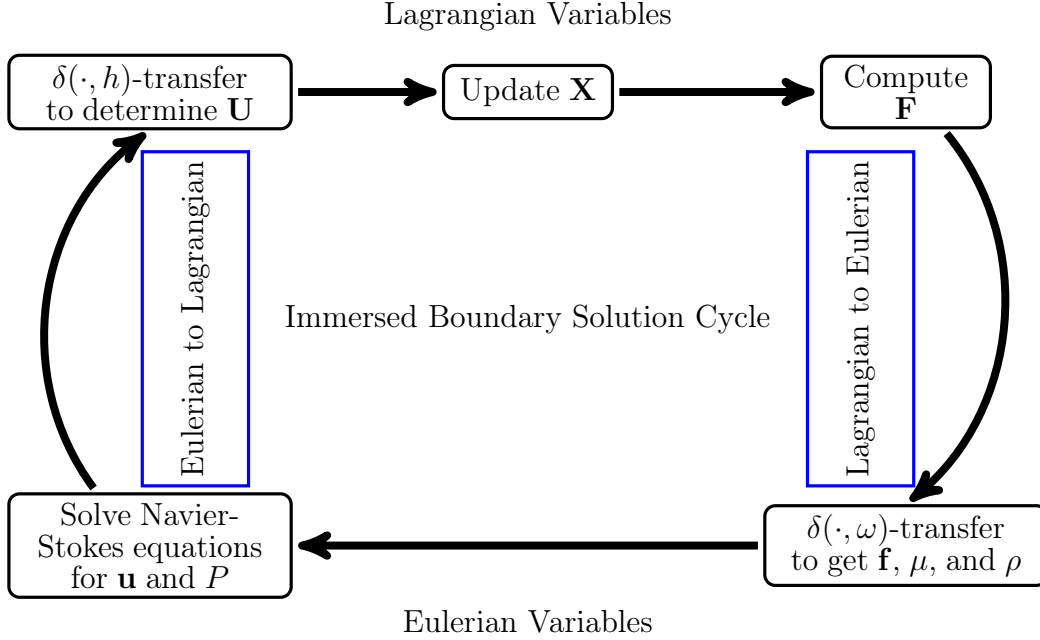 Lagrangian Variables
δ(·, h)-transfer
to determine U
Update X
Compute
F
Eulerian to Lagrangian
Immersed Boundary Solution Cycle
Lagrangian to Eulerian
Solve Navier-
Stokes equations
for u and P
δ(·, ω)-transfer
to get f, μ, and ρ
Eulerian Variables